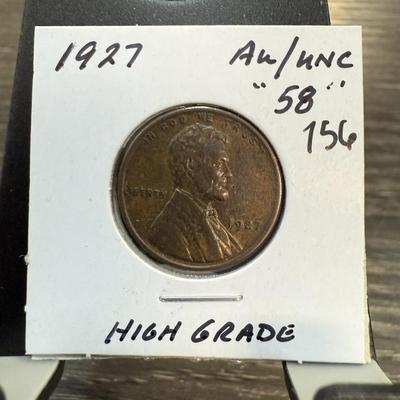 1927
AU/UNC
"58"
156
IN GOD WE TRUST
LIBERTY
1927
HIGH GRADE